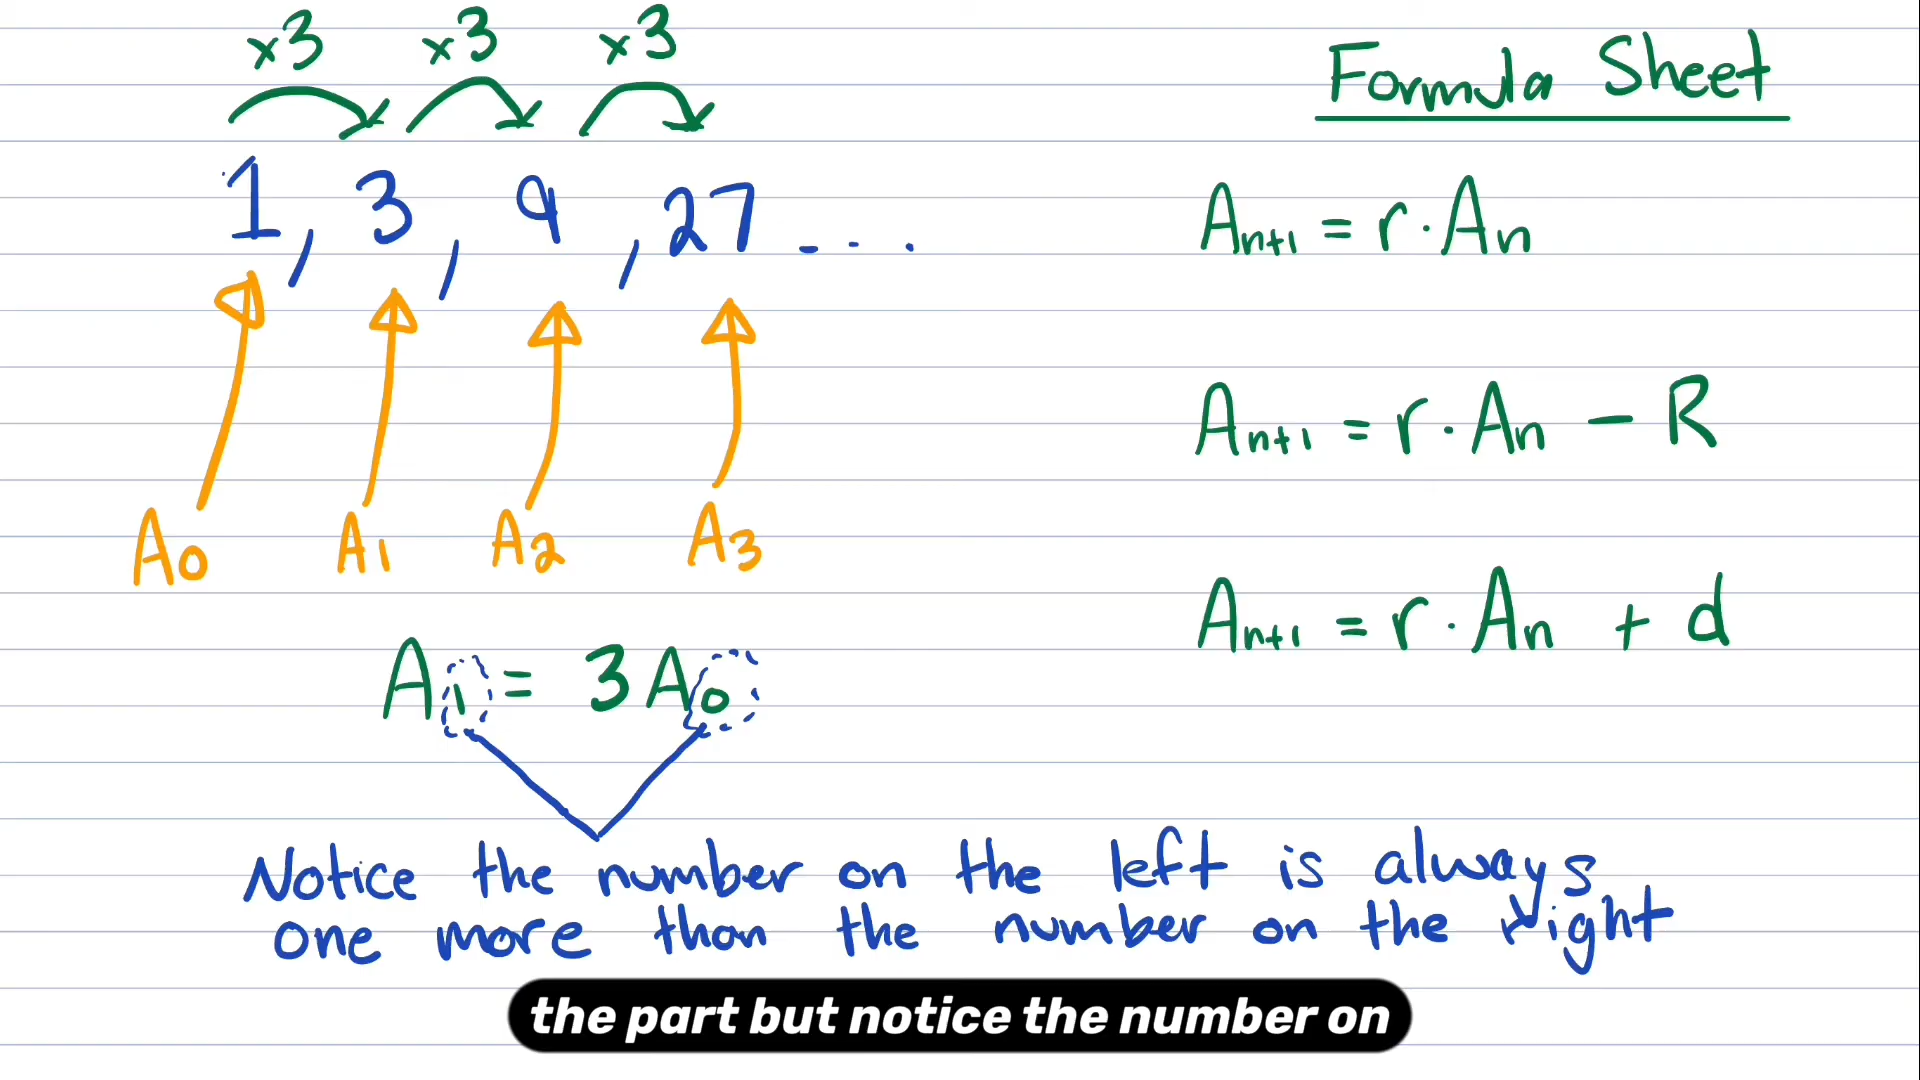 ×3 ×3 ×3
1, 3, 9, 27 ...
A0 A1 A2 A3
A1 = 3A0
Notice the number on the left is always
one more than the number on the right
Formula Sheet
An+1 = r·An
An+1 = r·An − R
An+1 = r·An + d
the part but notice the number on